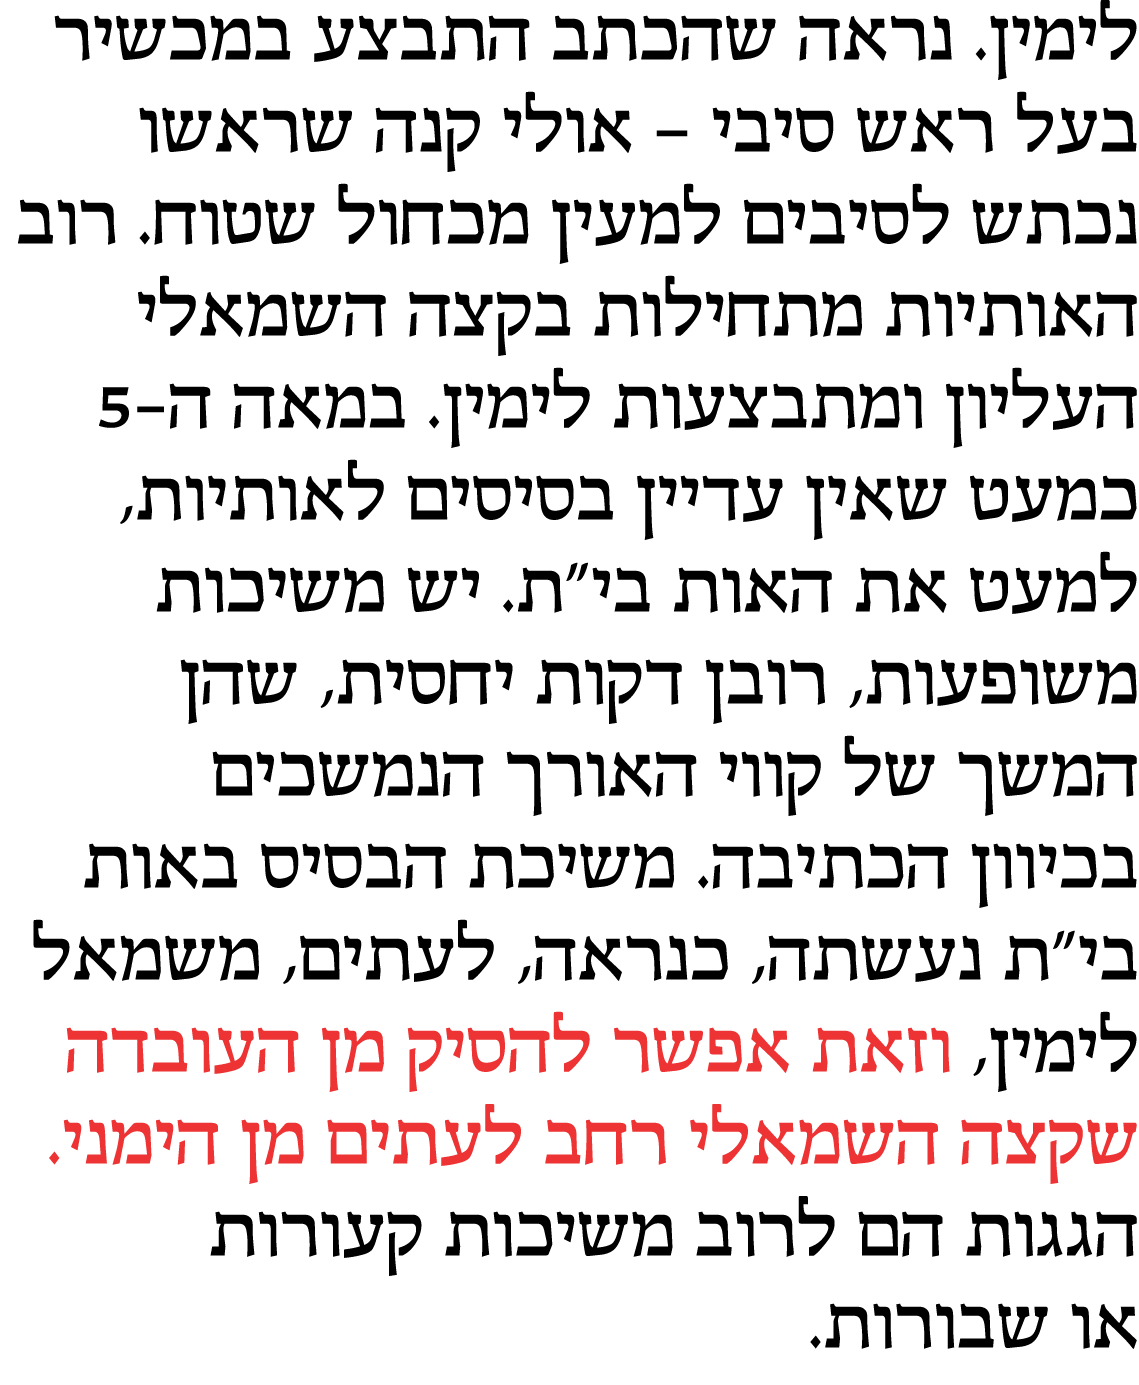 לימין. נראה שהכתב התבצע במכשיר
בעל ראש סיבי – אולי קנה שראשו
נכתש לסיבים למעין מכחול שטוח. רוב
האותיות מתחילות בקצה השמאלי
העליון ומתבצעות לימין. במאה ה–5
כמעט שאין עדיין בסיסים לאותיות,
למעט את האות בי״ת. יש משיכות
משופעות, רובן דקות יחסית, שהן
המשך של קווי האורך הנמשכים
בכיוון הכתיבה. משיכת הבסיס באות
בי״ת נעשתה, כנראה, לעתים, משמאל
לימין, וזאת אפשר להסיק מן העובדה
שקצה השמאלי רחב לעתים מן הימני.
הגגות הם לרוב משיכות קעורות
או שבורות.